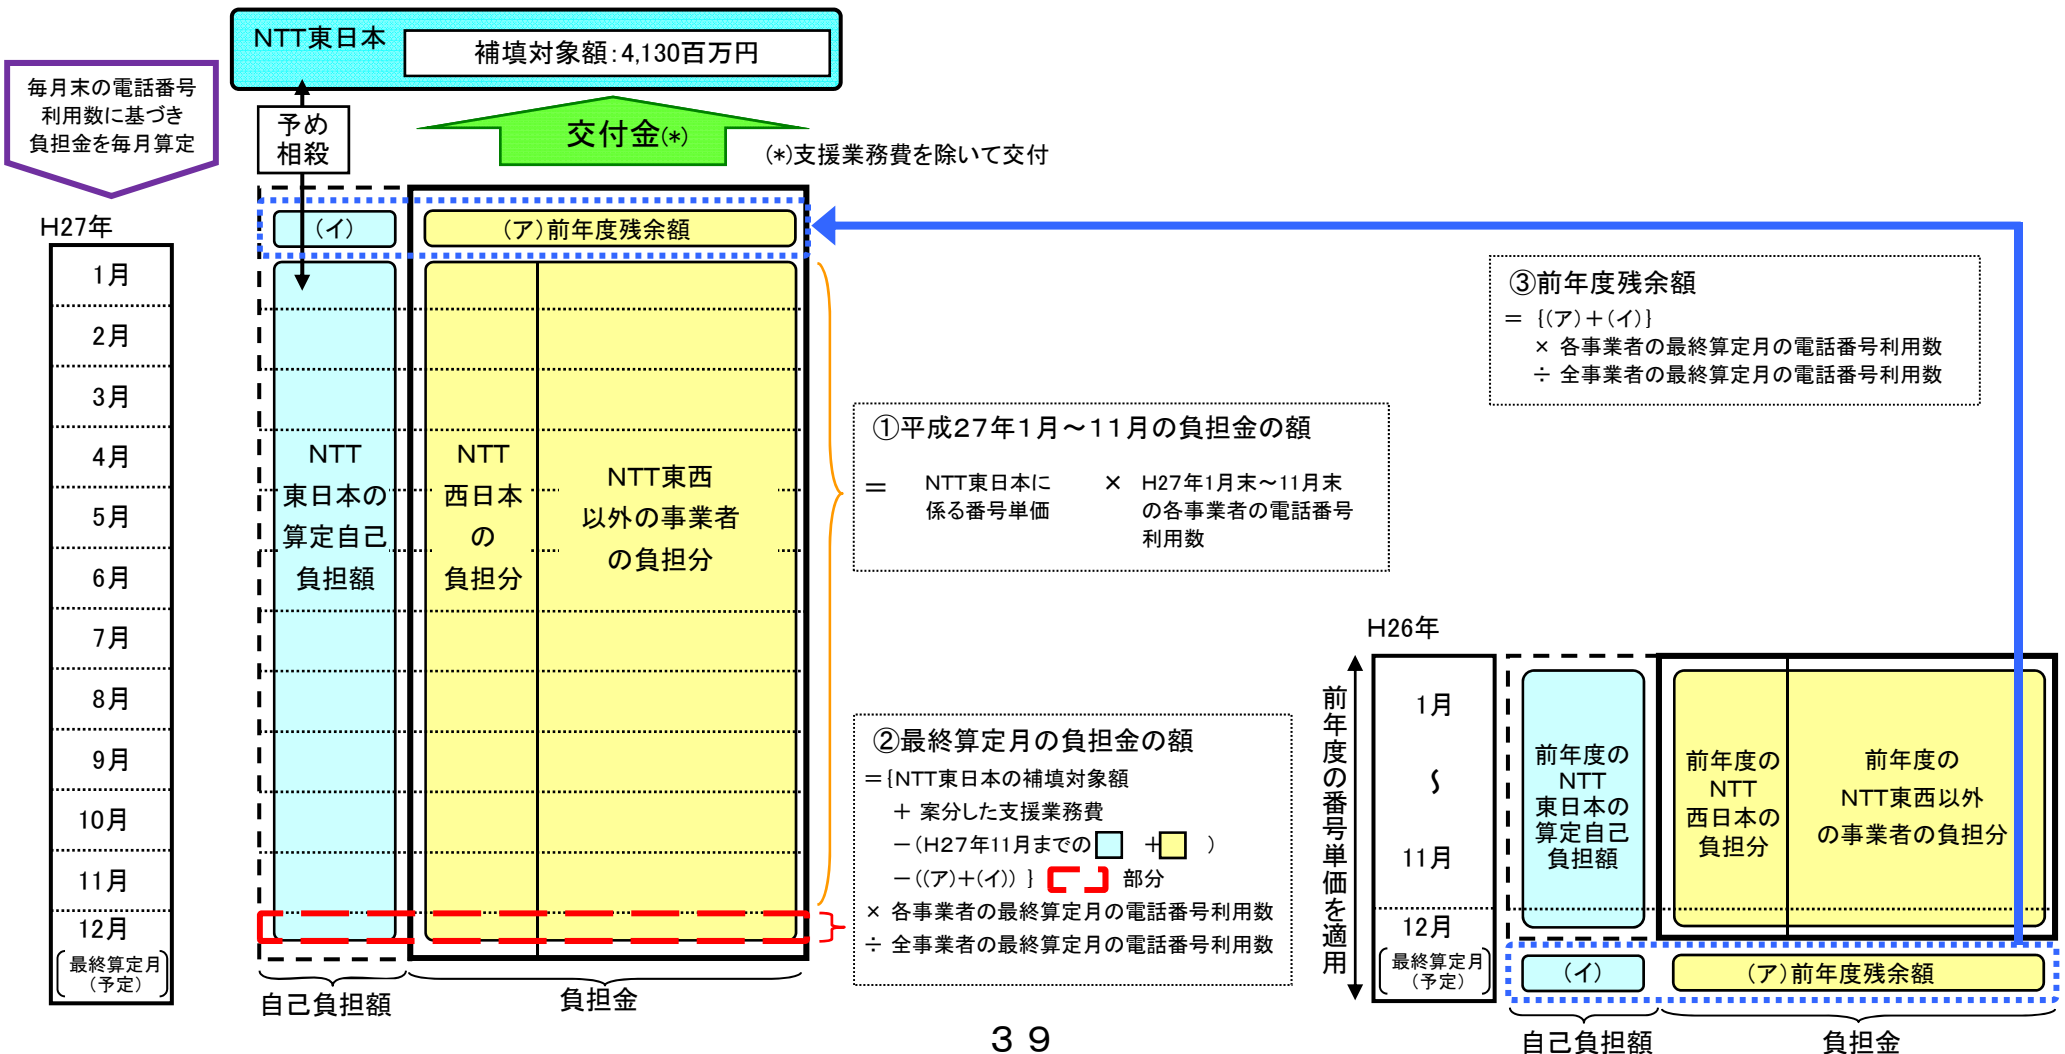 NTT東日本
補填対象額:4,130百万円
毎月末の電話番号
利用数に基づき
負担金を毎月算定
予め
相殺
交付金(*)
(*)支援業務費を除いて交付
H27年
1月
2月
3月
4月
5月
6月
7月
8月
9月
10月
11月
12月
最終算定月
(予定)
(イ)
(ア)前年度残余額
NTT
東日本の
算定自己
負担額
NTT
西日本
の
負担分
NTT東西
以外の事業者
の負担分
自己負担額
負担金
①平成27年1月~11月の負担金の額
= NTT東日本に
係る番号単価
× H27年1月末~11月末
の各事業者の電話番号
利用数
②最終算定月の負担金の額
={NTT東日本の補填対象額
+ 案分した支援業務費
-(H27年11月までの + )
-((ア)+(イ)) } 部分
× 各事業者の最終算定月の電話番号利用数
÷ 全事業者の最終算定月の電話番号利用数
③前年度残余額
= {(ア)+(イ)}
× 各事業者の最終算定月の電話番号利用数
÷ 全事業者の最終算定月の電話番号利用数
H26年
前年度の番号単価を適用
1月
~
11月
12月
最終算定月
(予定)
前年度の
NTT
東日本の
算定自己
負担額
前年度の
NTT
西日本の
負担分
前年度の
NTT東西以外
の事業者の負担分
(イ)
(ア)前年度残余額
自己負担額
負担金
39